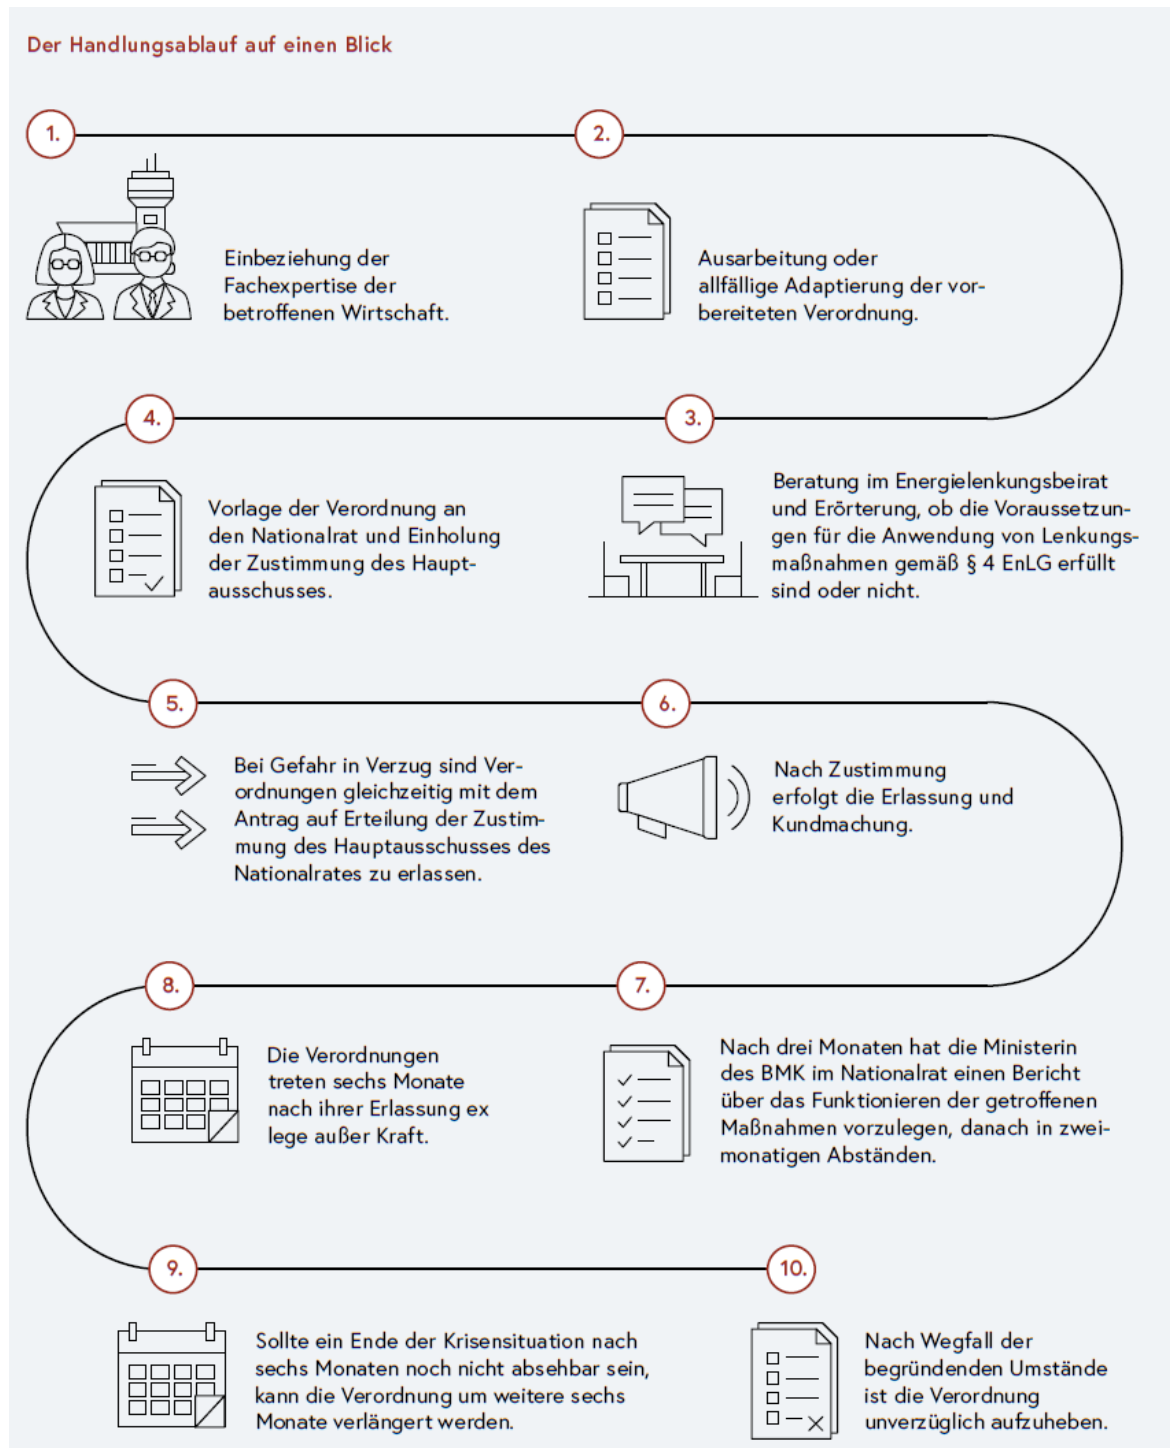 Der Handlungsablauf auf einen Blick
1.
Einbeziehung der
Fachexpertise der
betroffenen Wirtschaft.
2.
Ausarbeitung oder
allfällige Adaptierung der vor-
bereiteten Verordnung.
3.
Beratung im Energielenkungsbeirat
und Erörterung, ob die Voraussetzun-
gen für die Anwendung von Lenkungs-
maßnahmen gemäß § 4 EnLG erfüllt
sind oder nicht.
4.
Vorlage der Verordnung an
den Nationalrat und Einholung
der Zustimmung des Haupt-
ausschusses.
5.
Bei Gefahr in Verzug sind Ver-
ordnungen gleichzeitig mit dem
Antrag auf Erteilung der Zustim-
mung des Hauptausschusses des
Nationalrates zu erlassen.
6.
Nach Zustimmung
erfolgt die Erlassung und
Kundmachung.
7.
Nach drei Monaten hat die Ministerin
des BMK im Nationalrat einen Bericht
über das Funktionieren der getroffenen
Maßnahmen vorzulegen, danach in zwei-
monatigen Abständen.
8.
Die Verordnungen
treten sechs Monate
nach ihrer Erlassung ex
lege außer Kraft.
9.
Sollte ein Ende der Krisensituation nach
sechs Monaten noch nicht absehbar sein,
kann die Verordnung um weitere sechs
Monate verlängert werden.
10.
Nach Wegfall der
begründenden Umstände
ist die Verordnung
unverzüglich aufzuheben.